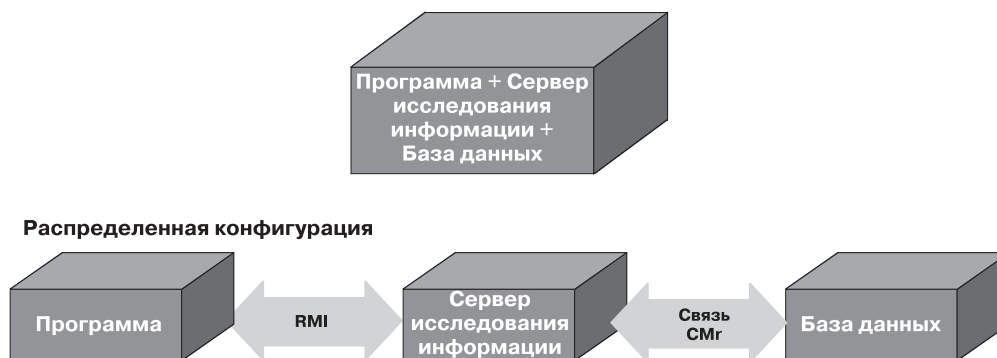 Программа + Сервер
исследования
информации +
База данных
Распределенная конфигурация
Программа
RMI
Сервер
исследования
информации
Связь
CMr
База данных